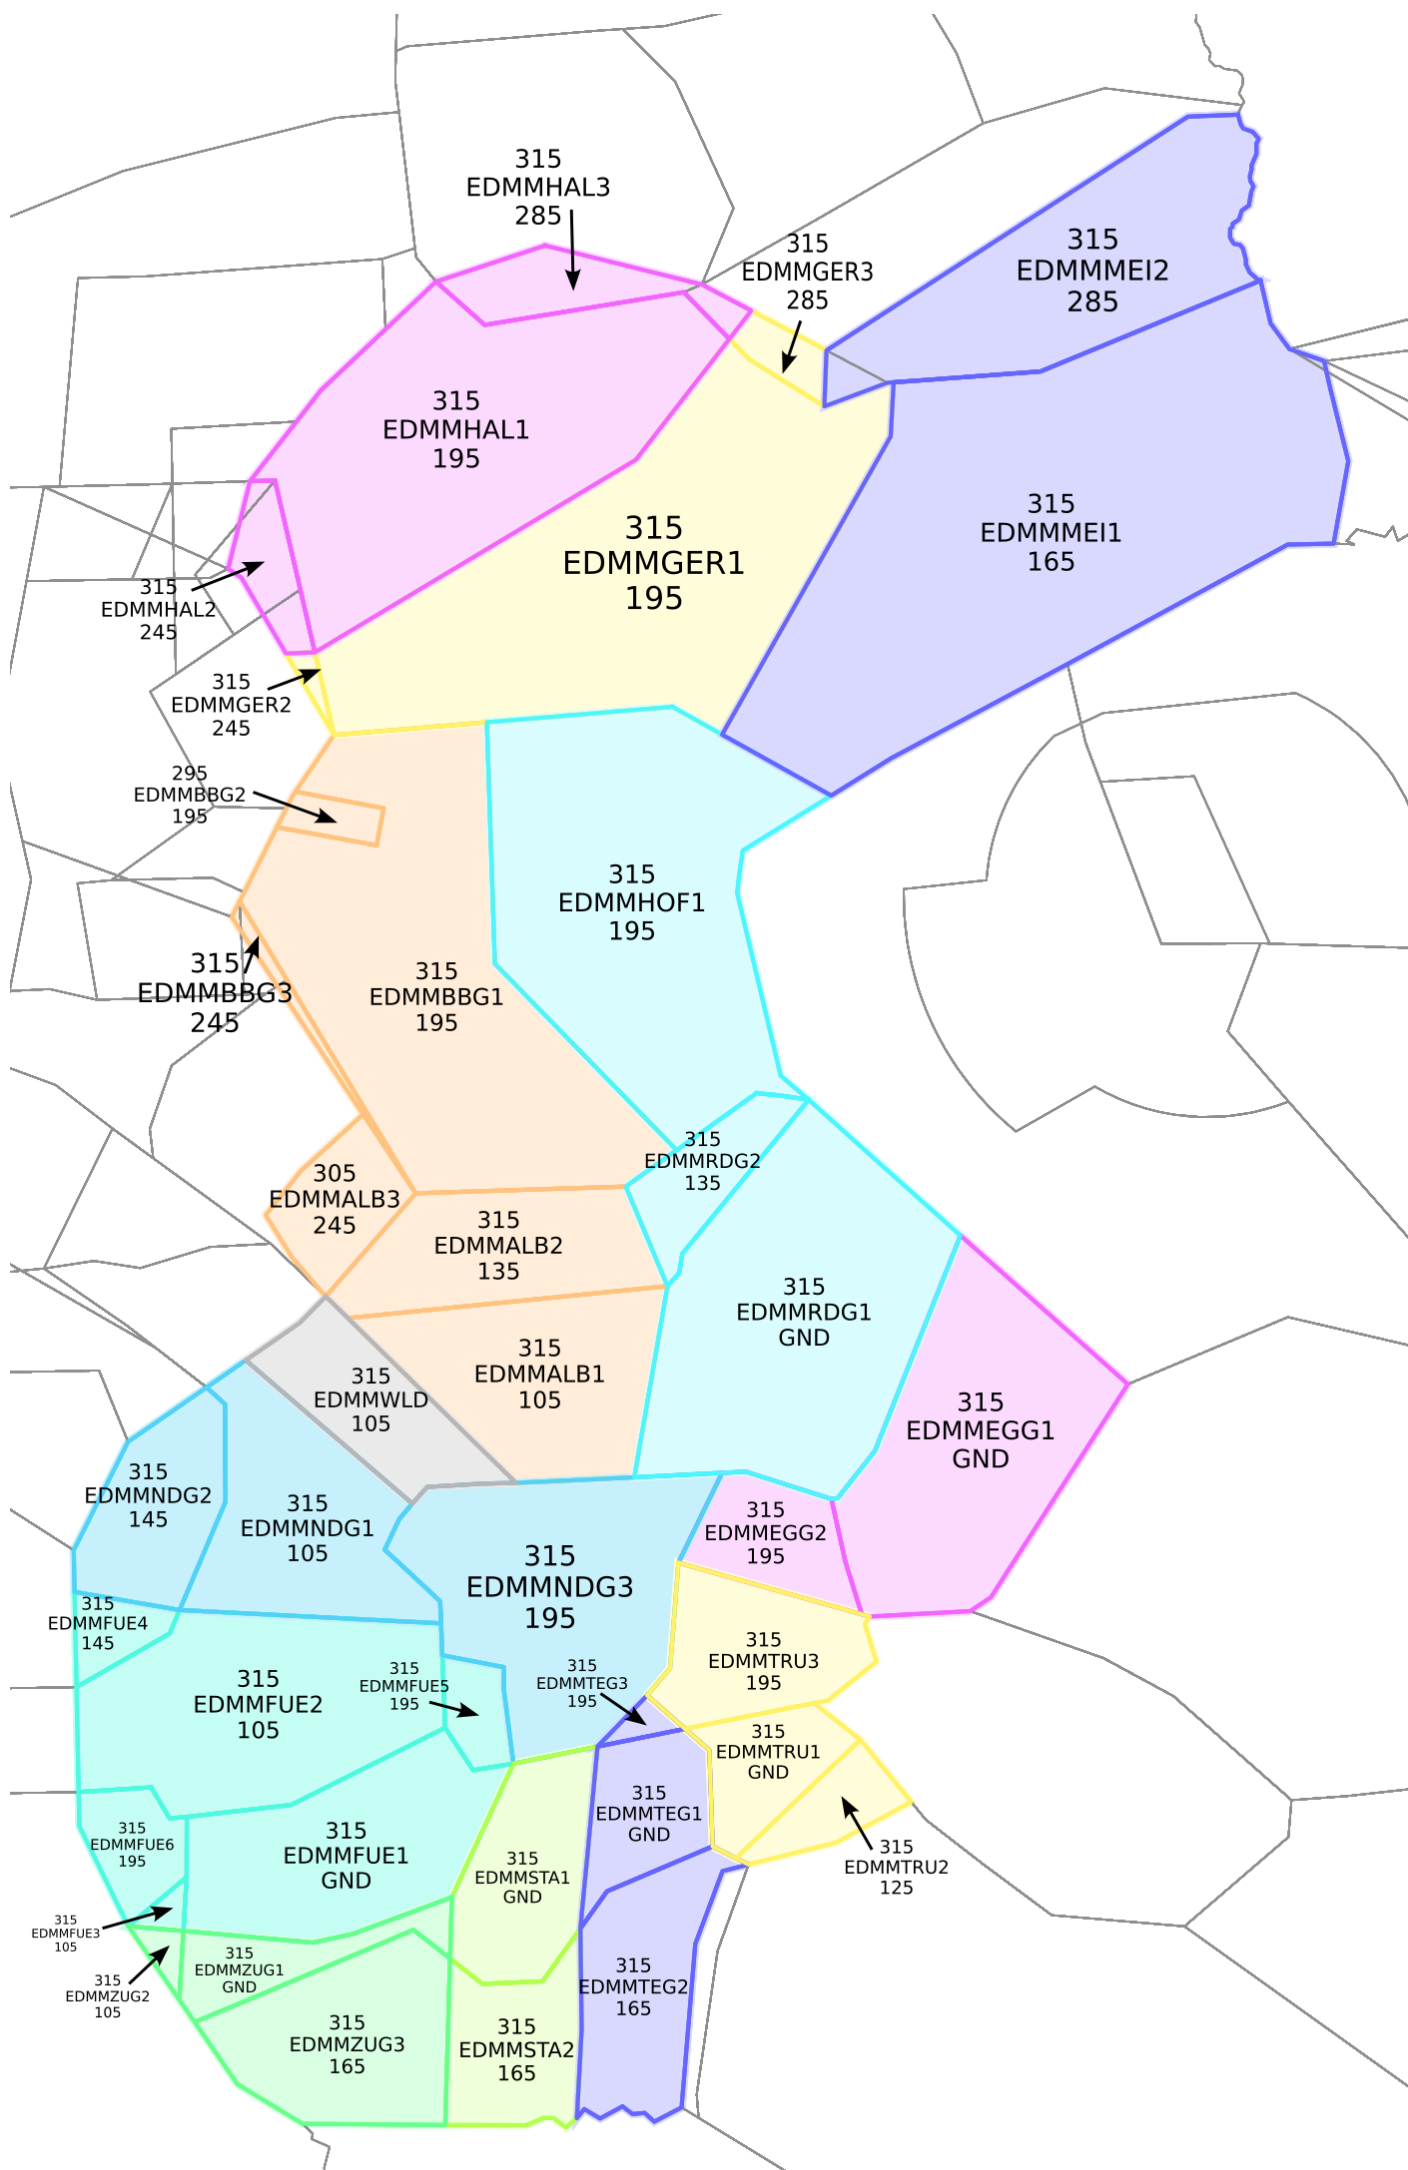 315
EDMMHAL3
285
315
EDMMGER3
285
315
EDMMMEI2
285
315
EDMMHAL1
195
315
EDMMMEI1
165
315
EDMMGER1
195
315
EDMMHAL2
245
315
EDMMGER2
245
295
EDMMBBG2
195
315
EDMMHOF1
195
315
EDMMBBG3
245
315
EDMMBBG1
195
315
EDMMRDG2
135
305
EDMMALB3
245
315
EDMMALB2
135
315
EDMMRDG1
GND
315
EDMMALB1
105
315
EDMMWLD
105
315
EDMMEGG1
GND
315
EDMMNDG2
145
315
EDMMNDG1
105
315
EDMMEGG2
195
315
EDMMNDG3
195
315
EDMMFUE4
145
315
EDMMTRU3
195
315
EDMMFUE2
105
315
EDMMFUE5
195
315
EDMMTEG3
195
315
EDMMTRU1
GND
315
EDMMTEG1
GND
315
EDMMFUE6
195
315
EDMMFUE1
GND
315
EDMMSTA1
GND
315
EDMMTRU2
125
315
EDMMFUE3
105
315
EDMMZUG1
GND
315
EDMMZUG2
105
315
EDMMTEG2
165
315
EDMMZUG3
165
315
EDMMSTA2
165